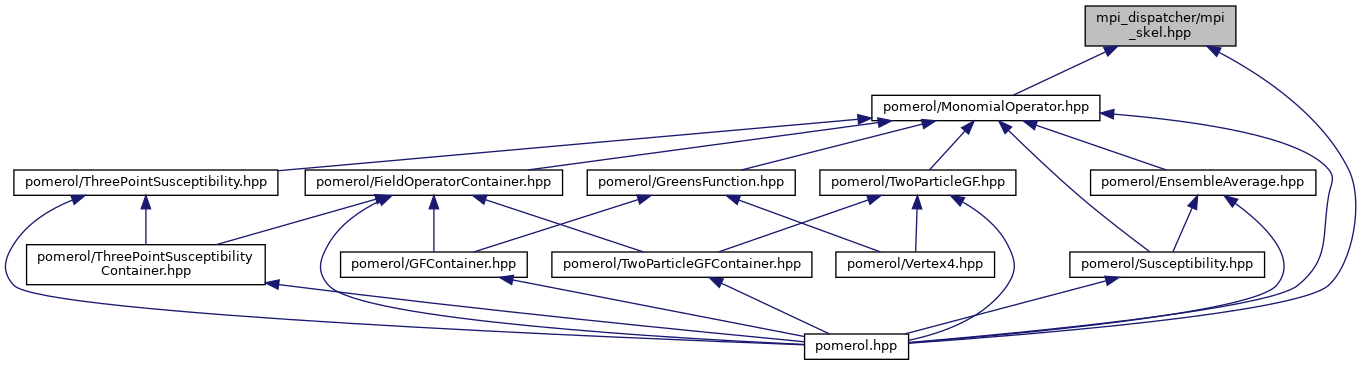 mpi_dispatcher/mpi
_skel.hpp
pomerol/MonomialOperator.hpp
pomerol/ThreePointSusceptibility.hpp
pomerol/FieldOperatorContainer.hpp
pomerol/GreensFunction.hpp
pomerol/TwoParticleGF.hpp
pomerol/EnsembleAverage.hpp
pomerol/ThreePointSusceptibility
Container.hpp
pomerol/GFContainer.hpp
pomerol/TwoParticleGFContainer.hpp
pomerol/Vertex4.hpp
pomerol/Susceptibility.hpp
pomerol.hpp